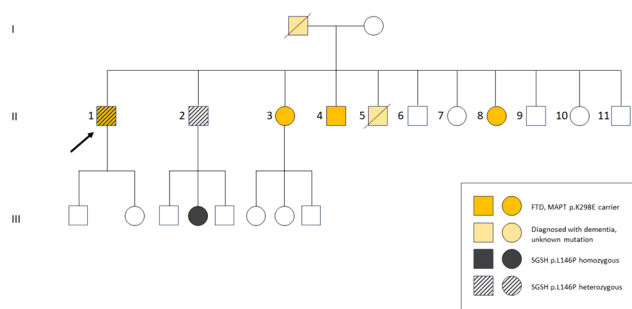 I
II
1
2
3
4
5
6
7
8
9
10
11
III
FTD, MAPT p.K298E carrier
Diagnosed with dementia,
unknown mutation
SGSH p.L146P homozygous
SGSH p.L146P heterozygous